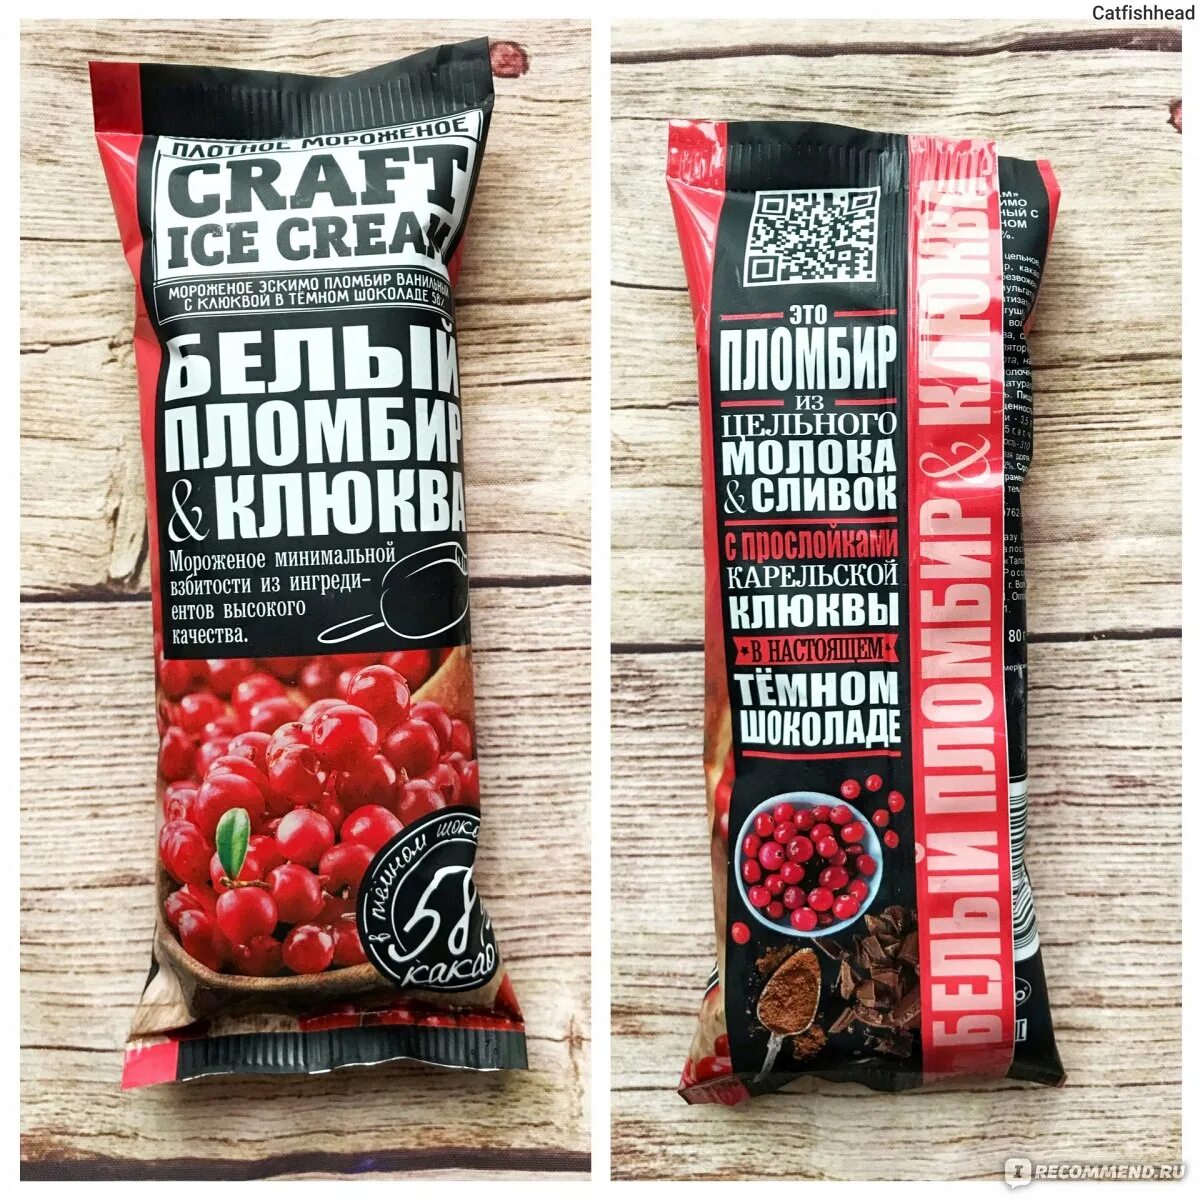 Catfishhead
ПЛОТНОЕ МОРОЖЕНОЕ
CRAFT
ICE CREAM
МОРОЖЕНОЕ ЭСКИМО ПЛОМБИР ВАНИЛЬНЫЙ
С КЛЮКВОЙ В ТЁМНОМ ШОКОЛАДЕ 58%
БЕЛЫЙ
ПЛОМБИР
& КЛЮКВА
Мороженое минимальной
взбитости из ингреди-
ентов высокого
качества.
в тёмном шоко
58%
какао
ЭТО
ПЛОМБИР
ИЗ
ЦЕЛЬНОГО
МОЛОКА
& СЛИВОК
С ПРОСЛОЙКАМИ
КАРЕЛЬСКОЙ
КЛЮКВЫ
В НАСТОЯЩЕМ
ТЁМНОМ
ШОКОЛАДЕ
БЕЛЫЙ ПЛОМБИР & КЛЮКВА
цельное
80 г
I RECOMMEND.RU